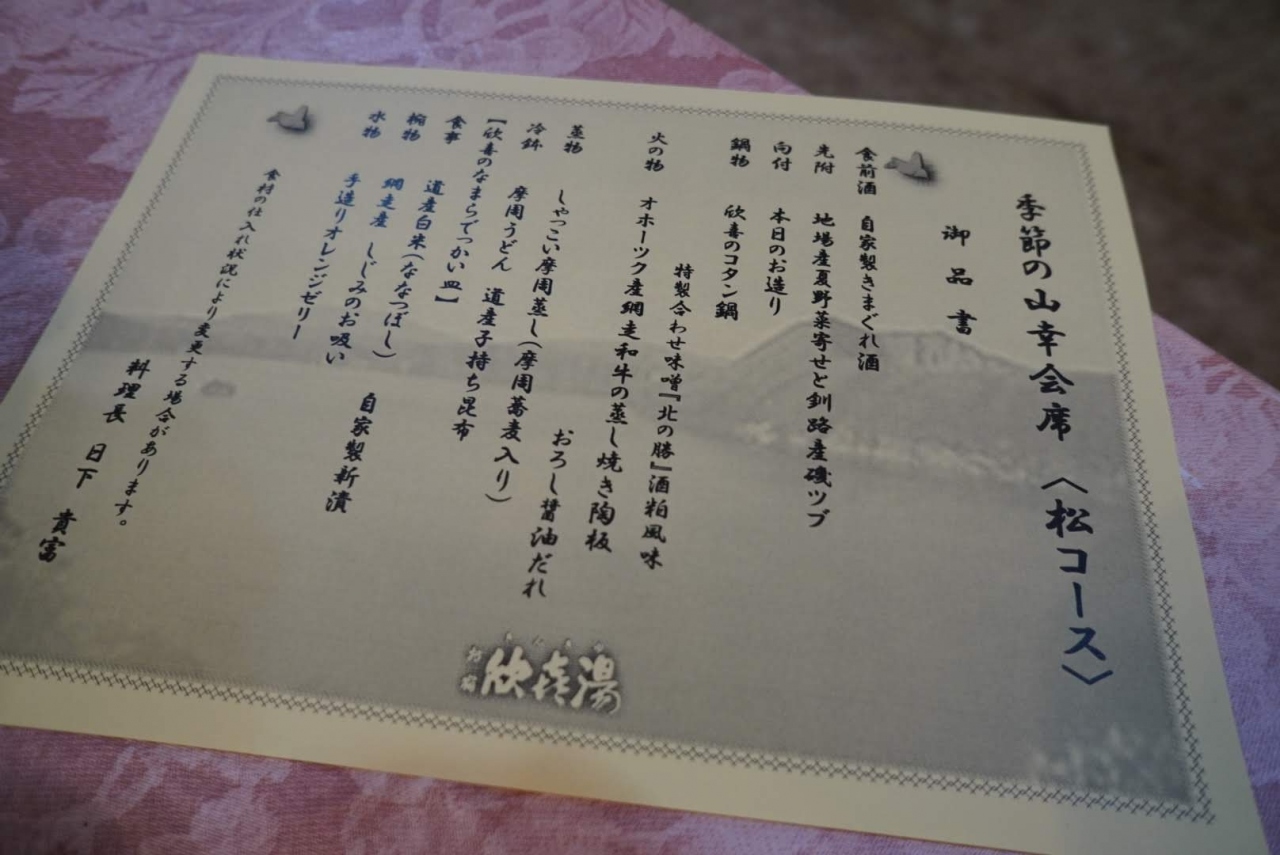 季節の山幸会席 〈松コース〉
御品書
食前酒 自家製きまぐれ酒
先附 地場産夏野菜寄せと釧路産磯ツブ
向付 本日のお造り
鍋物 欣喜のコタン鍋
特製合わせ味噌『北の勝』酒粕風味
火の物 オホーツク産網走和牛の蒸し焼き陶板
おろし醤油だれ
蒸物 しゃっこい摩周蒸し(摩周蕎麦入り)
冷鉢 摩周うどん 道産子持ち昆布
【欣喜のなまらでっかい皿】
食事 道産白米(ななつぼし) 自家製新漬
椀物 網走産 しじみのお吸い
水物 手造りオレンジゼリー
食材の仕入れ状況により変更する場合があります。
料理長 日下 貴富
欣喜湯